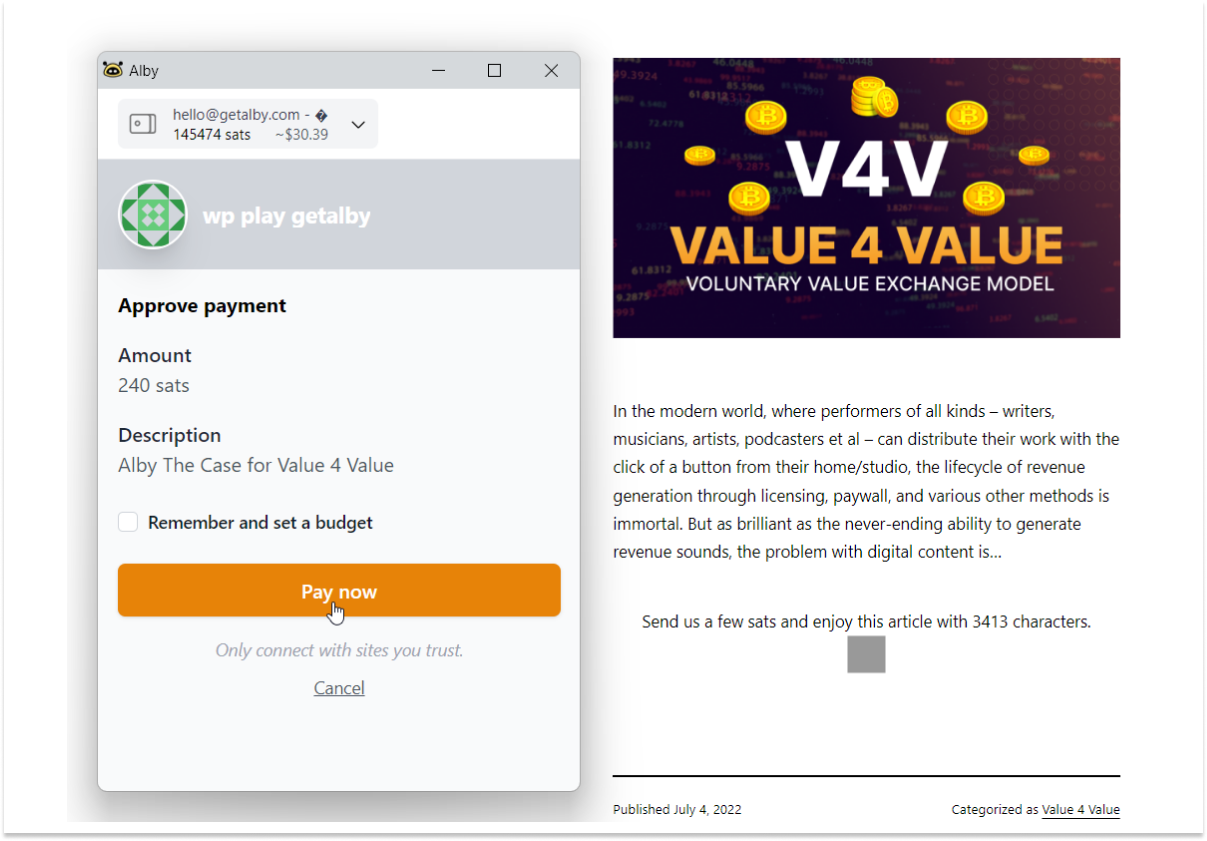 Alby
hello@getalby.com - �
145474 sats ~$30.39
wp play getalby
Approve payment
Amount
240 sats
Description
Alby The Case for Value 4 Value
Remember and set a budget
Pay now
Only connect with sites you trust.
Cancel
V4V
VALUE 4 VALUE
VOLUNTARY VALUE EXCHANGE MODEL
In the modern world, where performers of all kinds – writers,
musicians, artists, podcasters et al – can distribute their work with the
click of a button from their home/studio, the lifecycle of revenue
generation through licensing, paywall, and various other methods is
immortal. But as brilliant as the never-ending ability to generate
revenue sounds, the problem with digital content is...
Send us a few sats and enjoy this article with 3413 characters.
Published July 4, 2022
Categorized as Value 4 Value